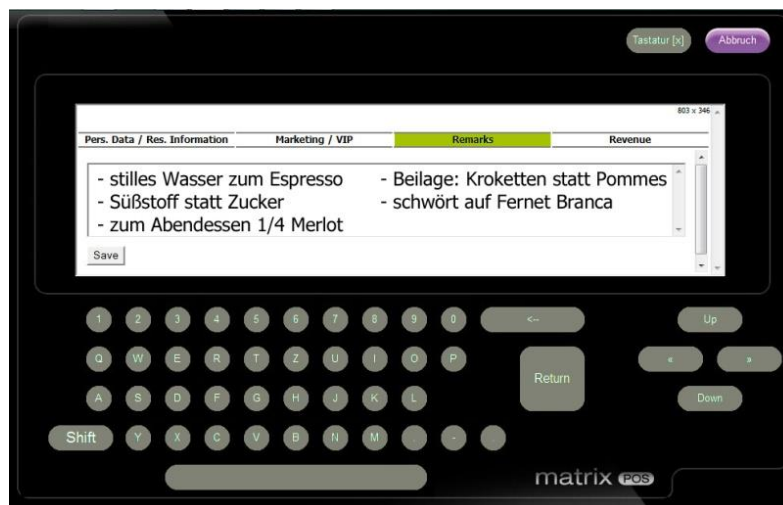 Tastatur [x] Abbruch
803 x 346
Pers. Data / Res. Information Marketing / VIP Remarks Revenue
- stilles Wasser zum Espresso - Beilage: Kroketten statt Pommes
- Süßstoff statt Zucker - schwört auf Fernet Branca
- zum Abendessen 1/4 Merlot
Save
1 2 3 4 5 6 7 8 9 0 <-- Up
Q W E R T Z U I O P Return « »
A S D F G H J K L Down
Shift Y X C V B N M . - .
matrix POS